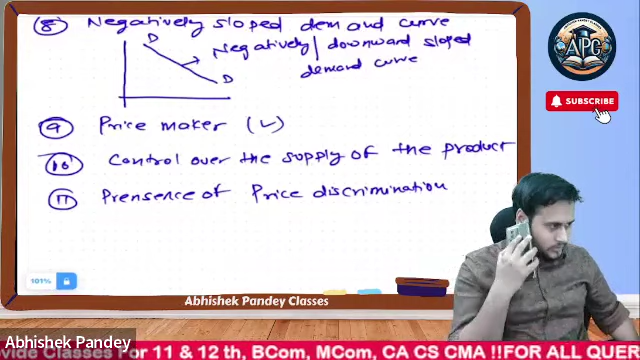 (8) Negatively sloped demand curve
D
Negatively / downward sloped
demand curve
D
(9) Price maker (✓)
(10) Control over the supply of the product
(11) Prensence of Price discrimination
101%
Abhishek Pandey Classes
Abhishek Pandey
vide Classes For 11 & 12 th, BCom, MCom, CA CS CMA !!FOR ALL QUE
APG
SUBSCRIBE